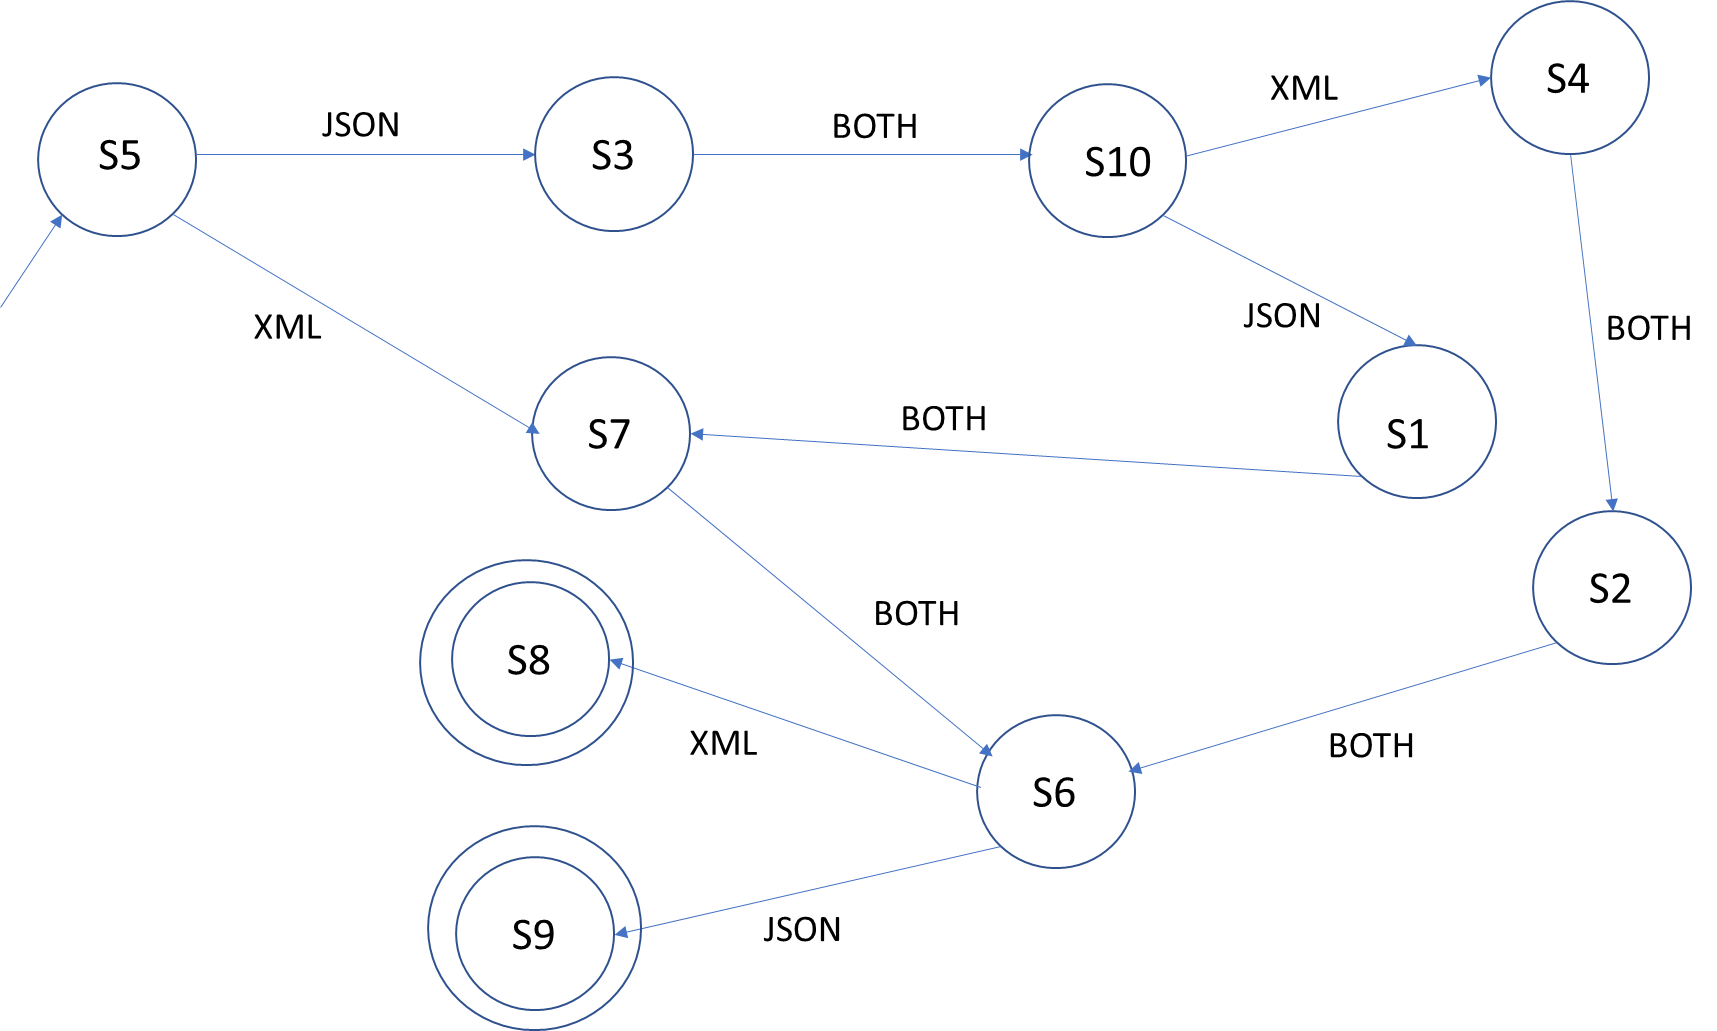 S4
XML
JSON
BOTH
S5
S3
S10
JSON
XML
BOTH
BOTH
S7
S1
S2
BOTH
S8
XML
BOTH
S6
JSON
S9